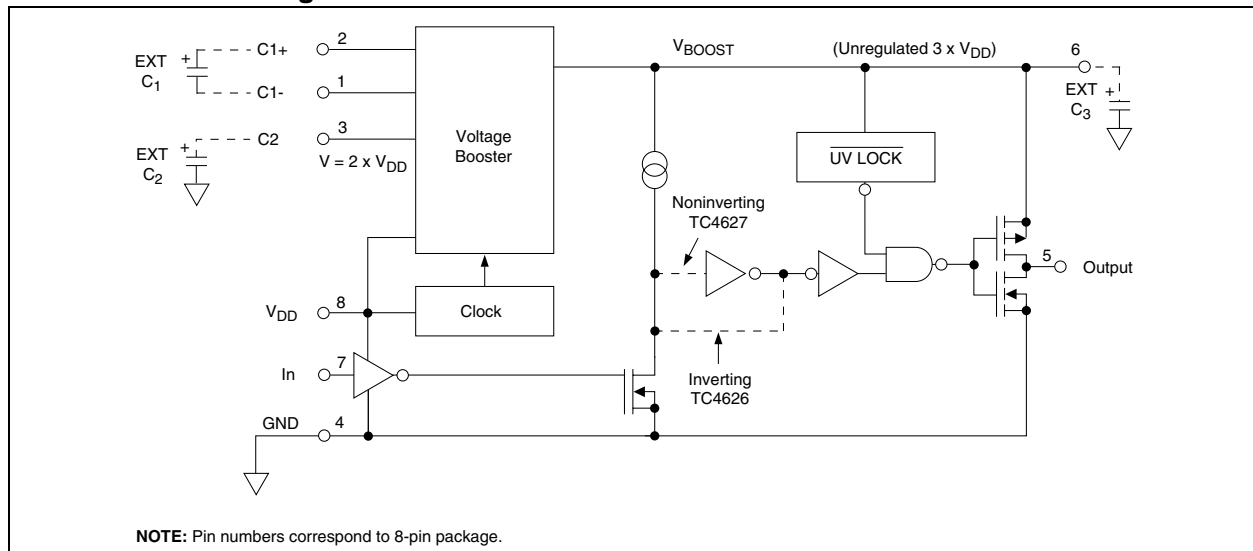 C1+
2
EXT
C1
+
C1-
1
EXT
C2
+
C2
3
V = 2 x VDD
Voltage
Booster
VBOOST
(Unregulated 3 x VDD)
6
EXT
C3
+
UV LOCK
Noninverting
TC4627
5
Output
VDD
8
Clock
In
7
Inverting
TC4626
GND
4
NOTE: Pin numbers correspond to 8-pin package.